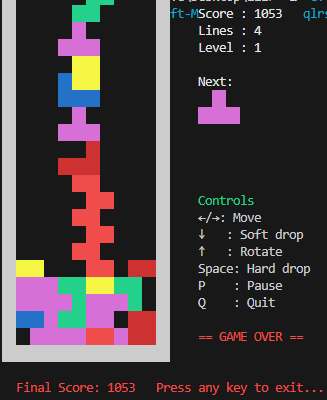 Score : 1053
Lines : 4
Level : 1
Next:
Controls
←/→: Move
↓ : Soft drop
↑ : Rotate
Space: Hard drop
P : Pause
Q : Quit
== GAME OVER ==
Final Score: 1053 Press any key to exit...